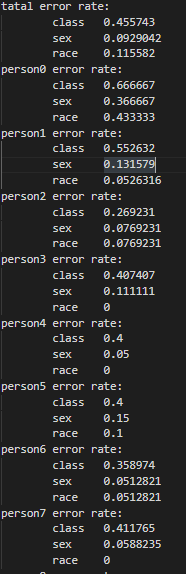 tatal error rate:
class 0.455743
sex 0.0929042
race 0.115582
person0 error rate:
class 0.666667
sex 0.366667
race 0.433333
person1 error rate:
class 0.552632
sex 0.131579
race 0.0526316
person2 error rate:
class 0.269231
sex 0.0769231
race 0.0769231
person3 error rate:
class 0.407407
sex 0.111111
race 0
person4 error rate:
class 0.4
sex 0.05
race 0
person5 error rate:
class 0.4
sex 0.15
race 0.1
person6 error rate:
class 0.358974
sex 0.0512821
race 0.0512821
person7 error rate:
class 0.411765
sex 0.0588235
race 0